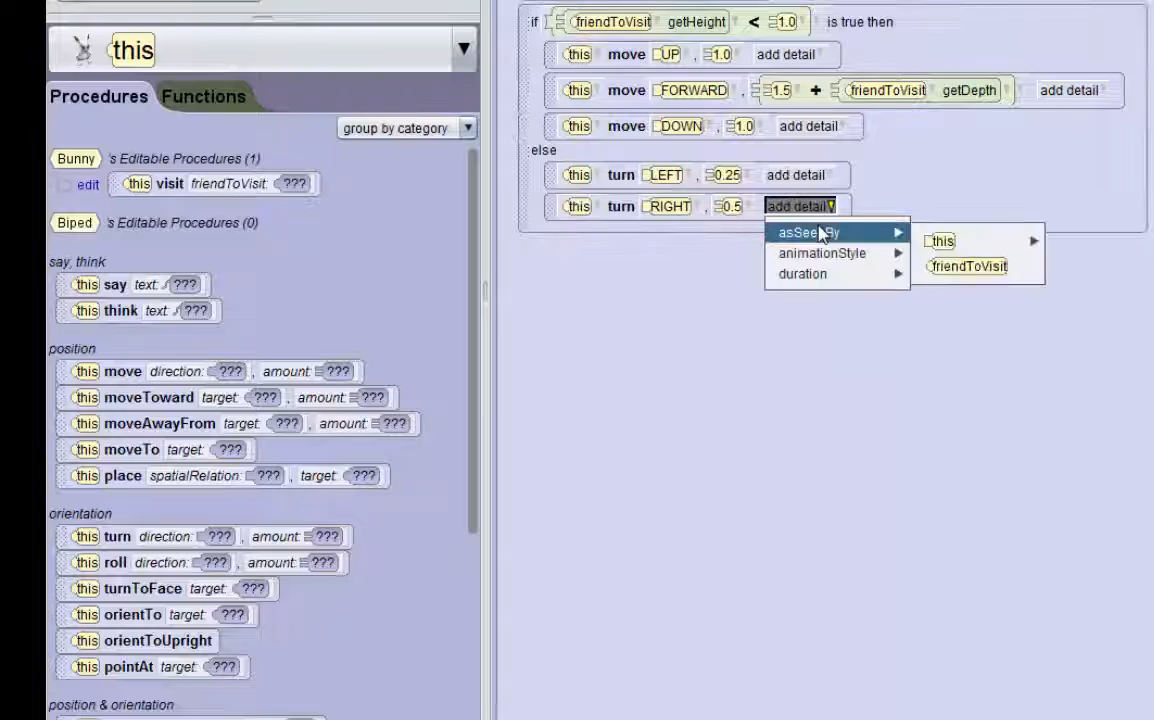 this
Procedures Functions
group by category
Bunny 's Editable Procedures (1)
edit this visit friendToVisit: ???
Biped 's Editable Procedures (0)
say, think
this say text: ???
this think text: ???
position
this move direction: ??? , amount: ???
this moveToward target: ??? , amount: ???
this moveAwayFrom target: ??? , amount: ???
this moveTo target: ???
this place spatialRelation: ??? , target: ???
orientation
this turn direction: ??? , amount: ???
this roll direction: ??? , amount: ???
this turnToFace target: ???
this orientTo target: ???
this orientToUpright
this pointAt target: ???
position & orientation
if friendToVisit getHeight < 1.0 is true then
this move UP , 1.0 add detail
this move FORWARD , 1.5 + friendToVisit getDepth add detail
this move DOWN , 1.0 add detail
else
this turn LEFT , 0.25 add detail
this turn RIGHT , 0.5 add detail
asSeenBy
animationStyle
duration
this
friendToVisit